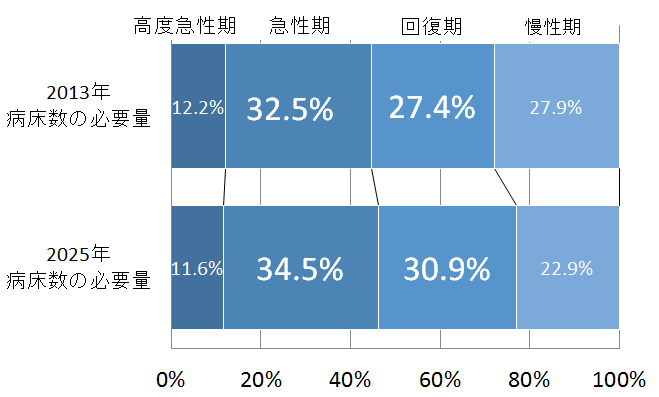 高度急性期 急性期 回復期 慢性期
2013年
病床数の必要量
12.2% 32.5% 27.4% 27.9%
2025年
病床数の必要量
11.6% 34.5% 30.9% 22.9%
0% 20% 40% 60% 80% 100%